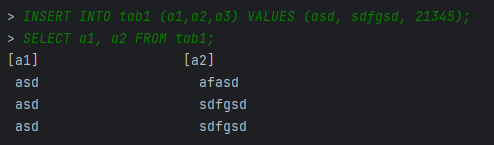 > INSERT INTO tab1 (a1,a2,a3) VALUES (asd, sdfgsd, 21345);
> SELECT a1, a2 FROM tab1;
[a1] [a2]
asd afasd
asd sdfgsd
asd sdfgsd